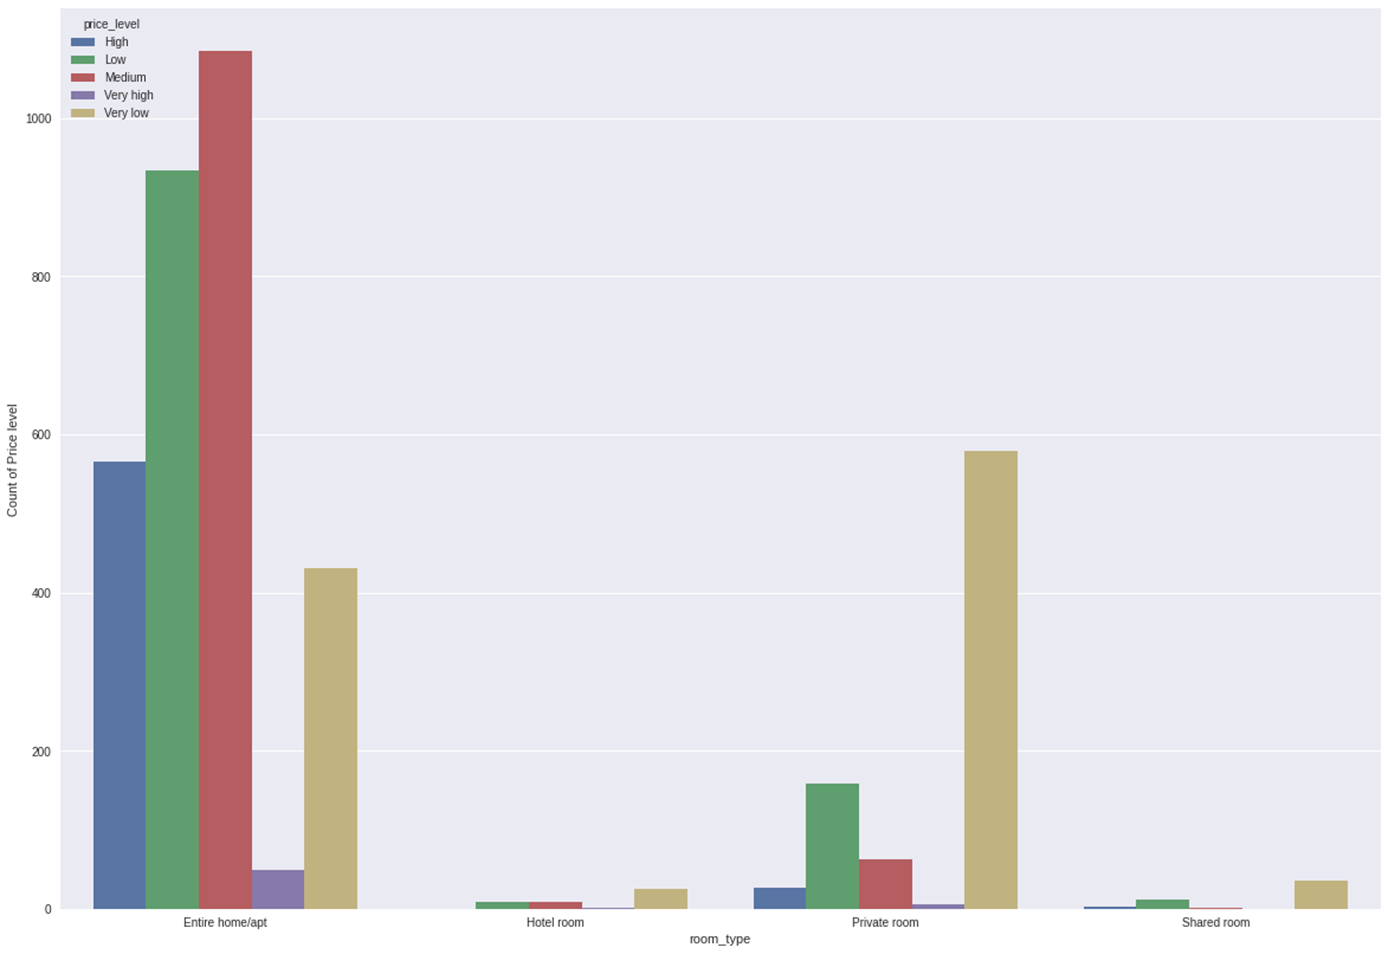 price_level
High
Low
Medium
Very high
Very low
1000
800
600
400
200
0
Count of Price level
Entire home/apt
Hotel room
Private room
Shared room
room_type